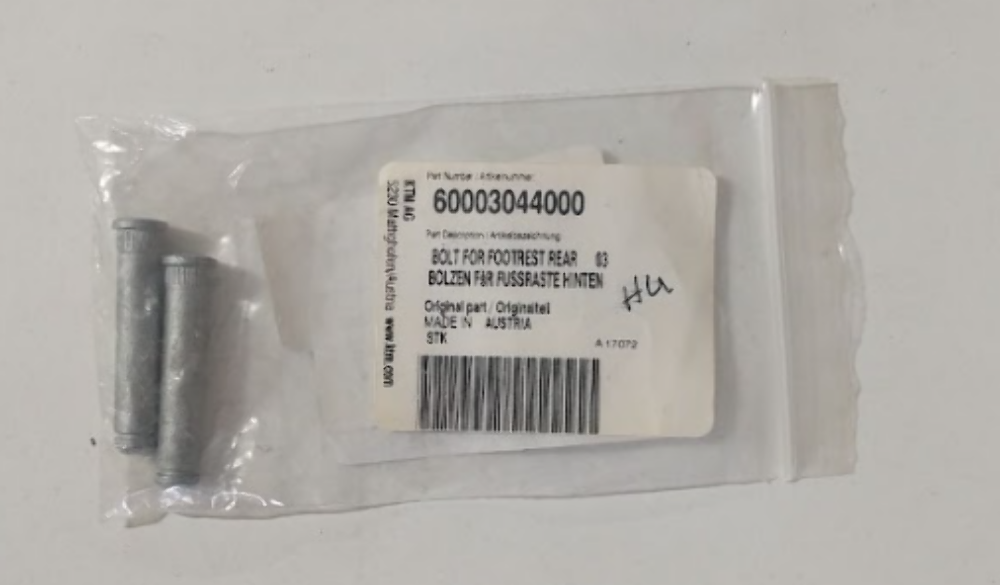 Part Number / Artikelnummer
60003044000
Part Description / Artikelbezeichnung
BOLT FOR FOOTREST REAR 03
BOLZEN F&R FUSSRASTE HINTEN
Original part / Originalteil
MADE IN AUSTRIA
STK
A 17072
HU
KTM AG
5230 Mattighofen/Austria www.ktm.com